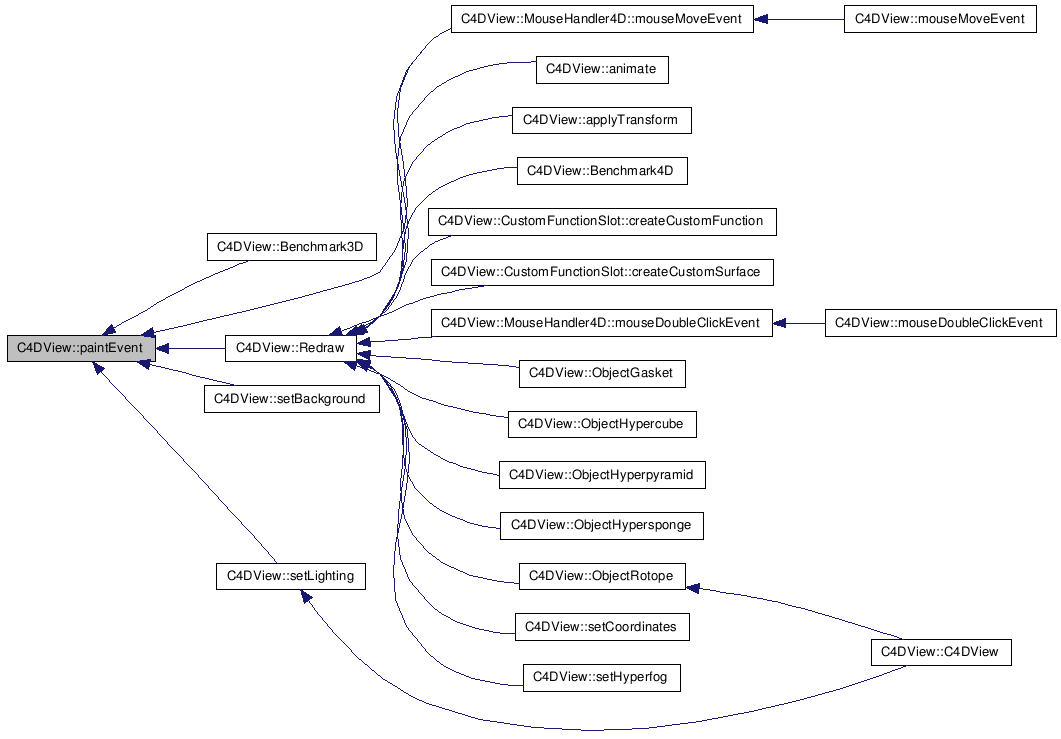 C4DView::MouseHandler4D::mouseMoveEvent
C4DView::mouseMoveEvent
C4DView::animate
C4DView::applyTransform
C4DView::Benchmark4D
C4DView::CustomFunctionSlot::createCustomFunction
C4DView::Benchmark3D
C4DView::CustomFunctionSlot::createCustomSurface
C4DView::MouseHandler4D::mouseDoubleClickEvent
C4DView::mouseDoubleClickEvent
C4DView::paintEvent
C4DView::Redraw
C4DView::ObjectGasket
C4DView::setBackground
C4DView::ObjectHypercube
C4DView::ObjectHyperpyramid
C4DView::ObjectHypersponge
C4DView::setLighting
C4DView::ObjectRotope
C4DView::setCoordinates
C4DView::C4DView
C4DView::setHyperfog